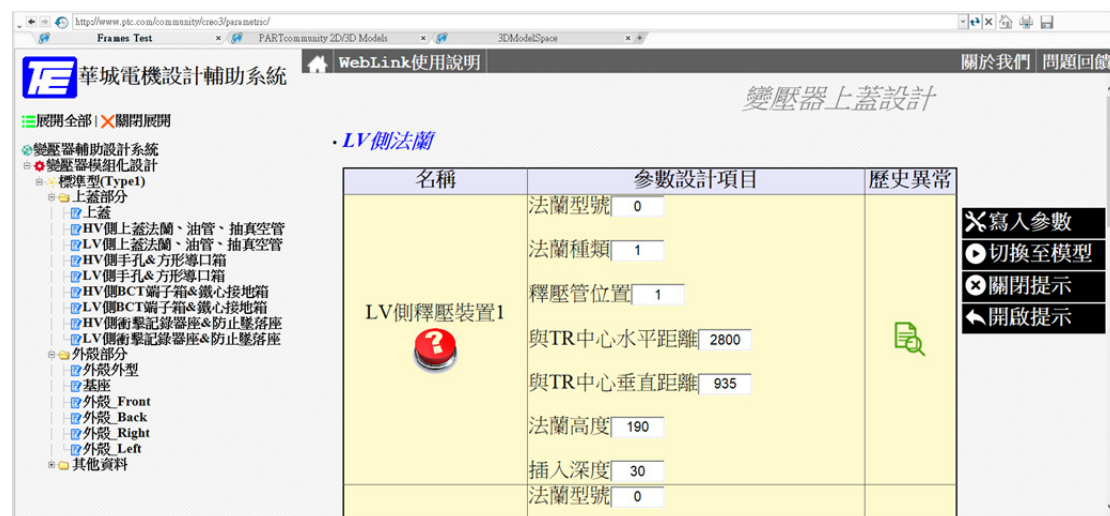 http://www.ptc.com/community/creo3/parametric/
Frames Test
PARTcommunity 2D/3D Models
3DModelSpace
華城電機設計輔助系統
展開全部 | 關閉展開
變壓器輔助設計系統
變壓器模組化設計
標準型(Type1)
上蓋部分
上蓋
HV側上蓋法蘭、油管、抽真空管
LV側上蓋法蘭、油管、抽真空管
HV側手孔&方形導口箱
LV側手孔&方形導口箱
HV側BCT端子箱&鐵心接地箱
LV側BCT端子箱&鐵心接地箱
HV側衝擊記錄器座&防止墜落座
LV側衝擊記錄器座&防止墜落座
外殼部分
外殼外型
基座
外殼_Front
外殼_Back
外殼_Right
外殼_Left
其他資料
WebLink使用說明
關於我們
問題回饋
變壓器上蓋設計
·LV側法蘭
名稱
參數設計項目
歷史異常
LV側釋壓裝置1
法蘭型號 0
法蘭種類 1
釋壓管位置 1
與TR中心水平距離 2800
與TR中心垂直距離 935
法蘭高度 190
插入深度 30
法蘭型號 0
寫入參數
切換至模型
關閉提示
開啟提示